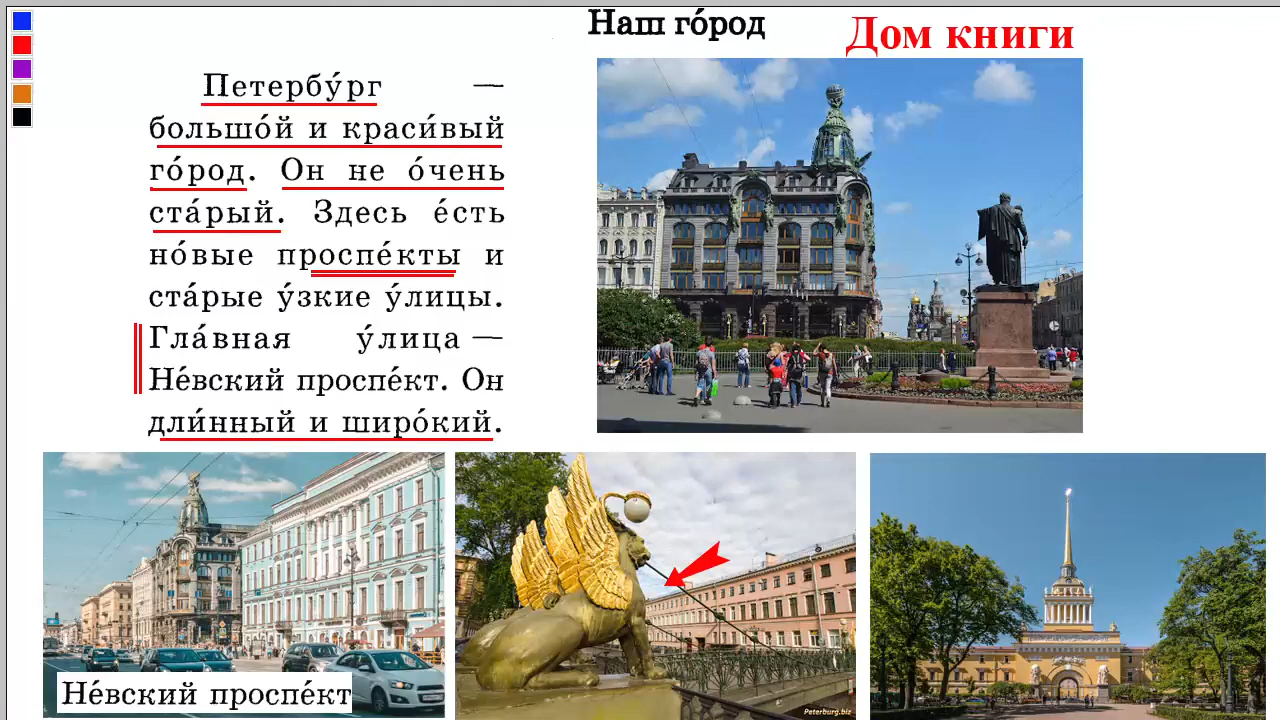 Наш го́род
Дом книги
Петербу́рг —
большо́й и краси́вый
го́род. Он не о́чень
ста́рый. Здесь е́сть
но́вые проспе́кты и
ста́рые у́зкие у́лицы.
Гла́вная у́лица —
Не́вский проспе́кт. Он
дли́нный и широ́кий.
Не́вский проспе́кт
Peterburg.biz